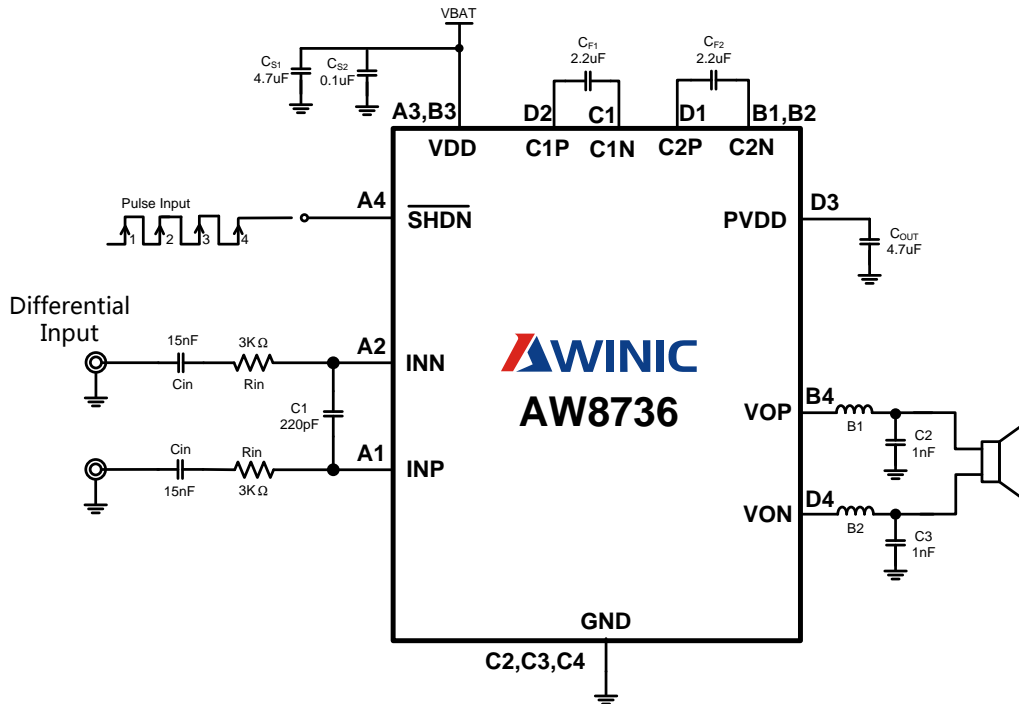 VBAT
CS1
4.7uF
CS2
0.1uF
CF1
2.2uF
CF2
2.2uF
A3,B3
D2
C1
D1
B1,B2
VDD
C1P
C1N
C2P
C2N
Pulse Input
1
2
3
4
A4
SHDN
PVDD
D3
COUT
4.7uF
Differential
Input
15nF
Cin
3KΩ
Rin
A2
INN
C1
220pF
AWINIC
AW8736
VOP
B4
B1
C2
1nF
Cin
15nF
Rin
3KΩ
A1
INP
VON
D4
B2
C3
1nF
GND
C2,C3,C4